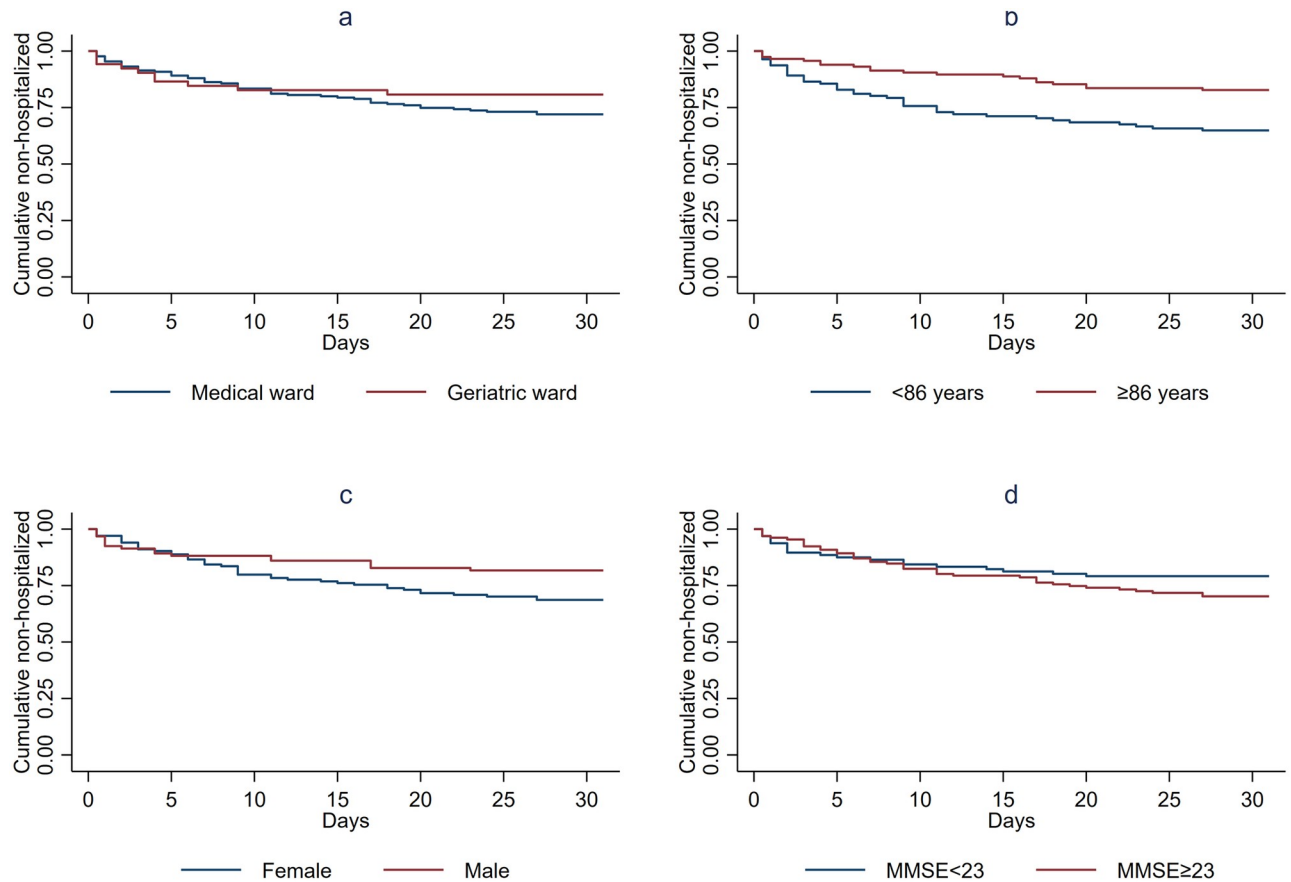 a
Cumulative non-hospitalized
0.00 0.25 0.50 0.75 1.00
0 5 10 15 20 25 30
Days
Medical ward Geriatric ward
b
Cumulative non-hospitalized
0.00 0.25 0.50 0.75 1.00
0 5 10 15 20 25 30
Days
<86 years ≥86 years
c
Cumulative non-hospitalized
0.00 0.25 0.50 0.75 1.00
0 5 10 15 20 25 30
Days
Female Male
d
Cumulative non-hospitalized
0.00 0.25 0.50 0.75 1.00
0 5 10 15 20 25 30
Days
MMSE<23 MMSE≥23